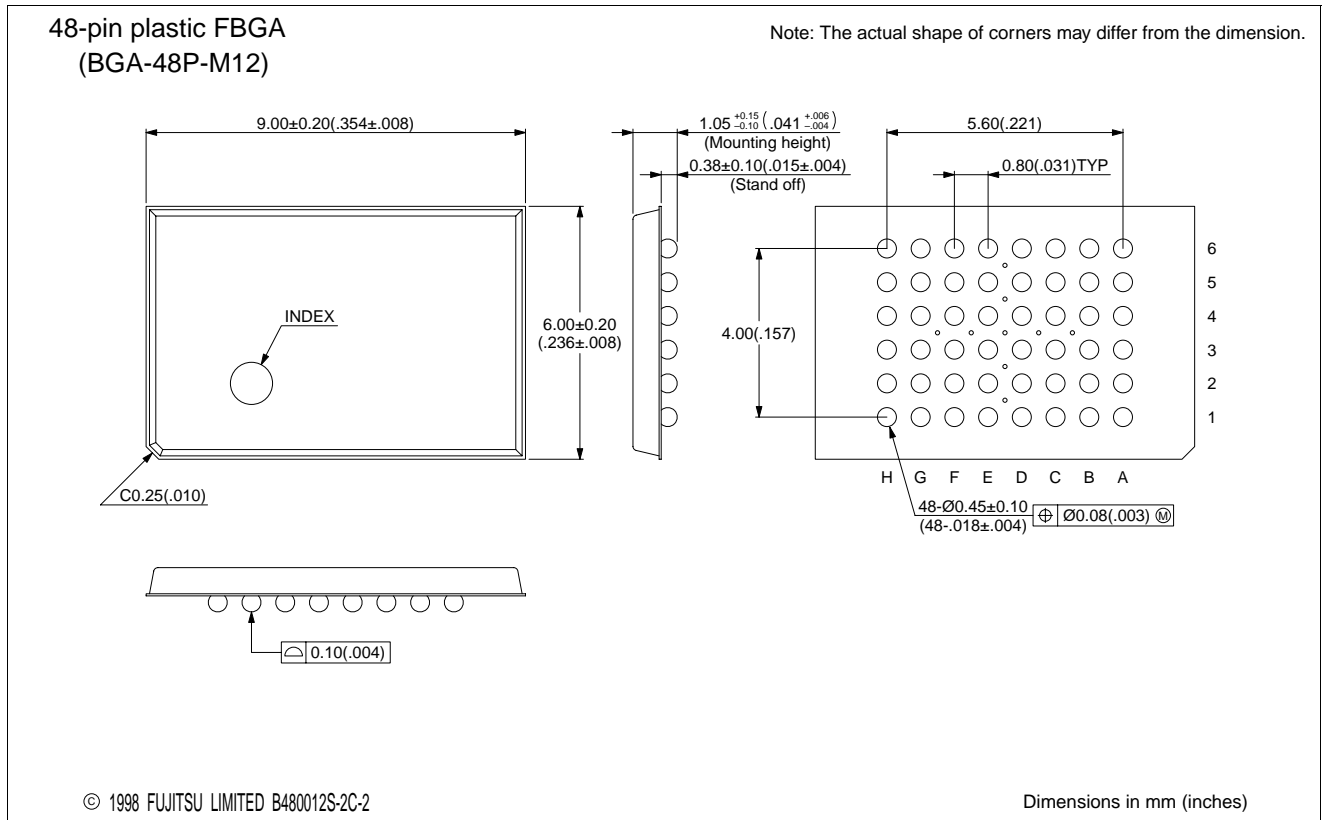 48-pin plastic FBGA
(BGA-48P-M12)
Note: The actual shape of corners may differ from the dimension.
9.00±0.20(.354±.008)
1.05 +0.15 –0.10 (.041 +.006 –.004)
(Mounting height)
0.38±0.10(.015±.004)
(Stand off)
5.60(.221)
0.80(.031)TYP
INDEX
6.00±0.20
(.236±.008)
4.00(.157)
6
5
4
3
2
1
C0.25(.010)
H G F E D C B A
48-Ø0.45±0.10
(48-.018±.004)
⌖ Ø0.08(.003) Ⓜ
⌓ 0.10(.004)
© 1998 FUJITSU LIMITED B480012S-2C-2
Dimensions in mm (inches)